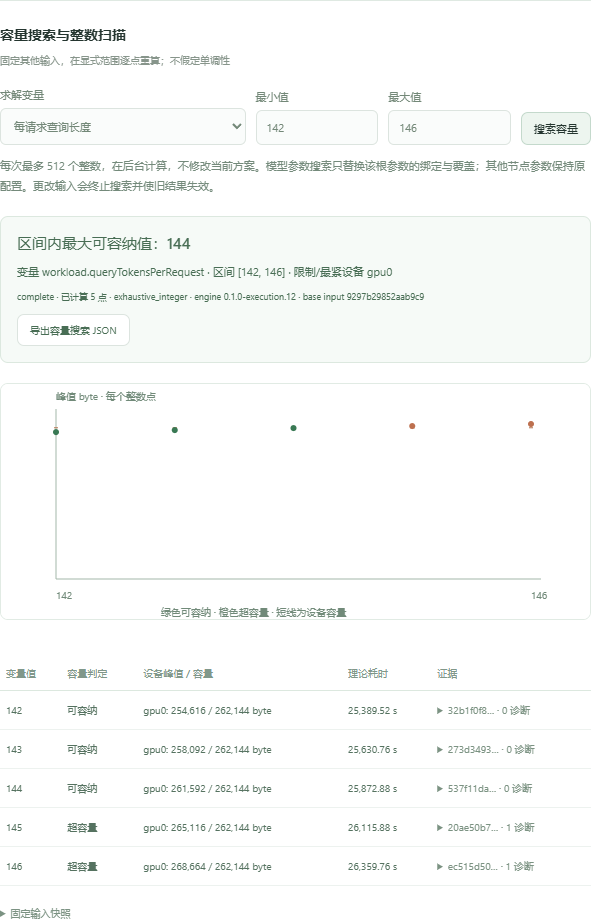 容量搜索与整数扫描
固定其他输入，在显式范围逐点重算；不假定单调性
求解变量
最小值
最大值
每请求查询长度
142
146
搜索容量
每次最多 512 个整数，在后台计算，不修改当前方案。模型参数搜索只替换该根参数的绑定与覆盖；其他节点参数保持原
配置。更改输入会终止搜索并使旧结果失效。
区间内最大可容纳值：144
变量 workload.queryTokensPerRequest · 区间 [142, 146] · 限制/最紧设备 gpu0
complete · 已计算 5 点 · exhaustive_integer · engine 0.1.0-execution.12 · base input 9297b29852aab9c9
导出容量搜索 JSON
峰值 byte · 每个整数点
142
146
绿色可容纳 · 橙色超容量 · 短线为设备容量
变量值 容量判定 设备峰值 / 容量 理论耗时 证据
142 可容纳 gpu0: 254,616 / 262,144 byte 25,389.52 s ▶ 32b1f0f8... · 0 诊断
143 可容纳 gpu0: 258,092 / 262,144 byte 25,630.76 s ▶ 273d3493... · 0 诊断
144 可容纳 gpu0: 261,592 / 262,144 byte 25,872.88 s ▶ 537f11da... · 0 诊断
145 超容量 gpu0: 265,116 / 262,144 byte 26,115.88 s ▶ 20ae50b7... · 1 诊断
146 超容量 gpu0: 268,664 / 262,144 byte 26,359.76 s ▶ ec515d50... · 1 诊断
▶ 固定输入快照